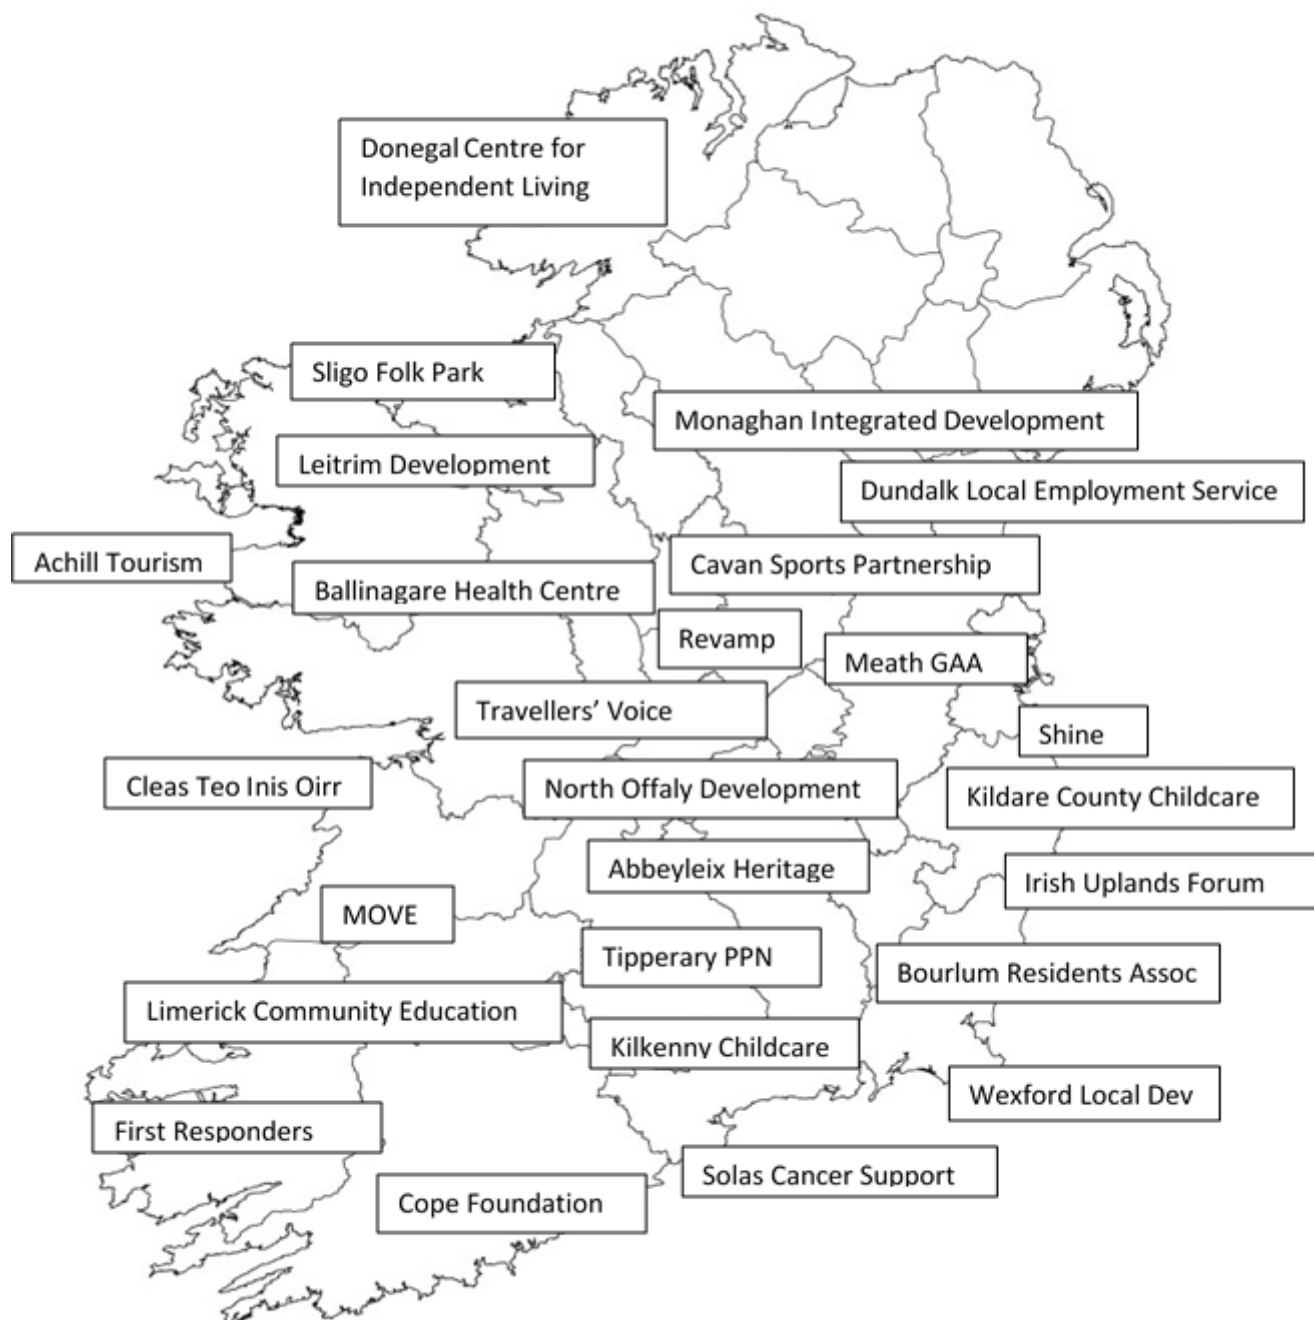 Donegal Centre for
Independent Living
Sligo Folk Park
Monaghan Integrated Development
Leitrim Development
Dundalk Local Employment Service
Achill Tourism
Cavan Sports Partnership
Ballinagare Health Centre
Revamp
Meath GAA
Travellers’ Voice
Shine
Cleas Teo Inis Oirr
North Offaly Development
Kildare County Childcare
Abbeyleix Heritage
Irish Uplands Forum
MOVE
Tipperary PPN
Bourlum Residents Assoc
Limerick Community Education
Kilkenny Childcare
Wexford Local Dev
First Responders
Solas Cancer Support
Cope Foundation